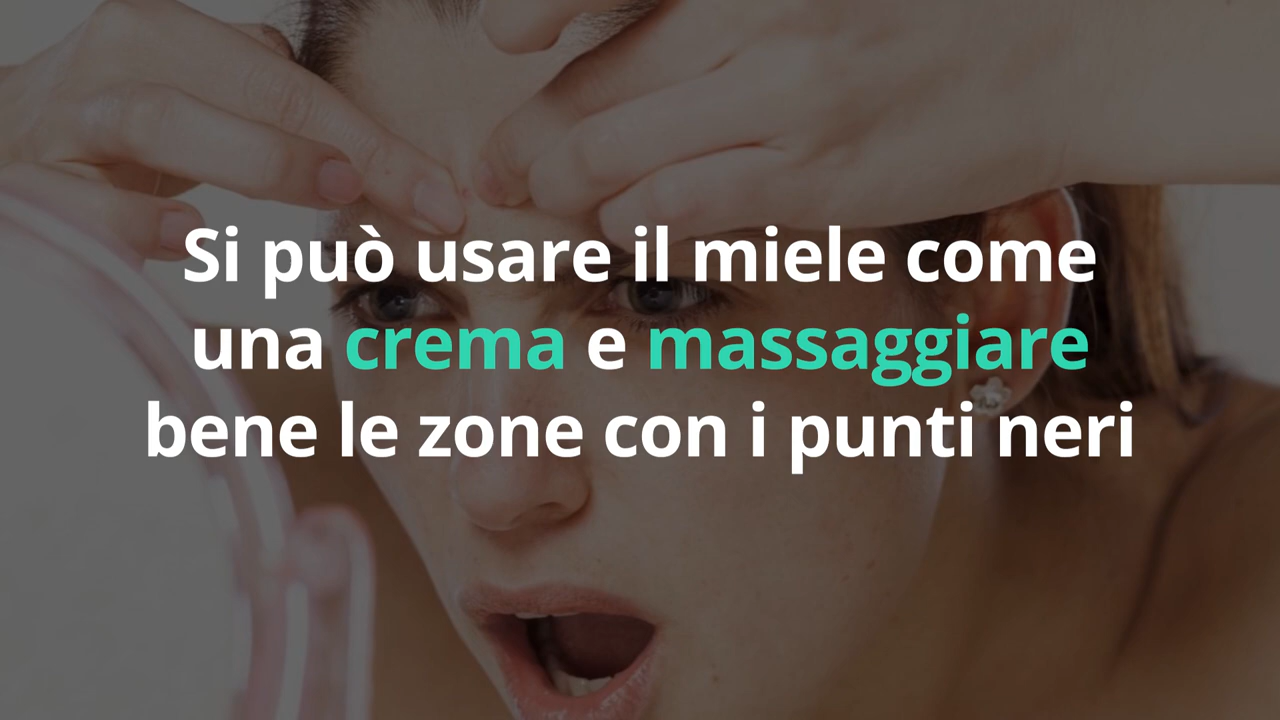 Si può usare il miele come
una crema e massaggiare
bene le zone con i punti neri